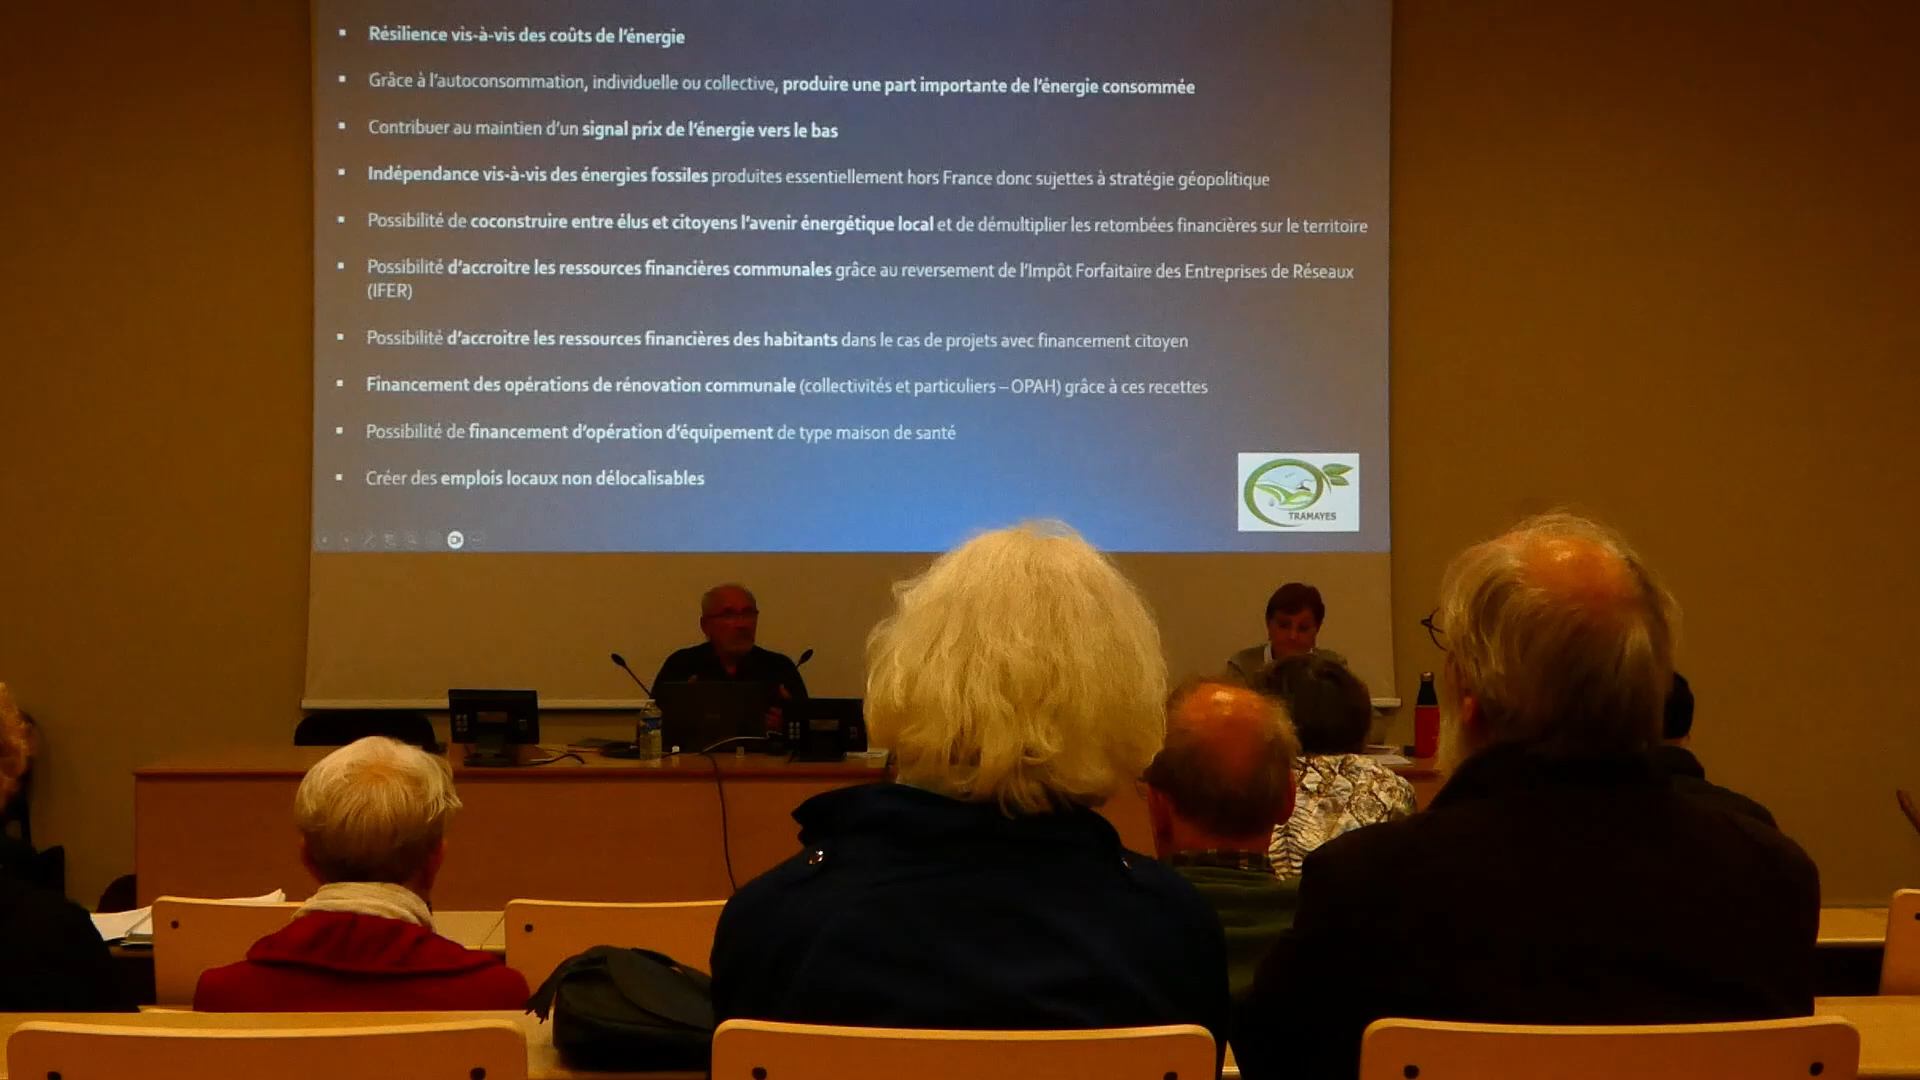 ▪ Résilience vis-à-vis des coûts de l'énergie
▪ Grâce à l'autoconsommation, individuelle ou collective, produire une part importante de l'énergie consommée
▪ Contribuer au maintien d'un signal prix de l'énergie vers le bas
▪ Indépendance vis-à-vis des énergies fossiles produites essentiellement hors France donc sujettes à stratégie géopolitique
▪ Possibilité de coconstruire entre élus et citoyens l'avenir énergétique local et de démultiplier les retombées financières sur le territoire
▪ Possibilité d'accroitre les ressources financières communales grâce au reversement de l'Impôt Forfaitaire des Entreprises de Réseaux
(IFER)
▪ Possibilité d'accroitre les ressources financières des habitants dans le cas de projets avec financement citoyen
▪ Financement des opérations de rénovation communale (collectivités et particuliers – OPAH) grâce à ces recettes
▪ Possibilité de financement d'opération d'équipement de type maison de santé
▪ Créer des emplois locaux non délocalisables
TRAMAYES